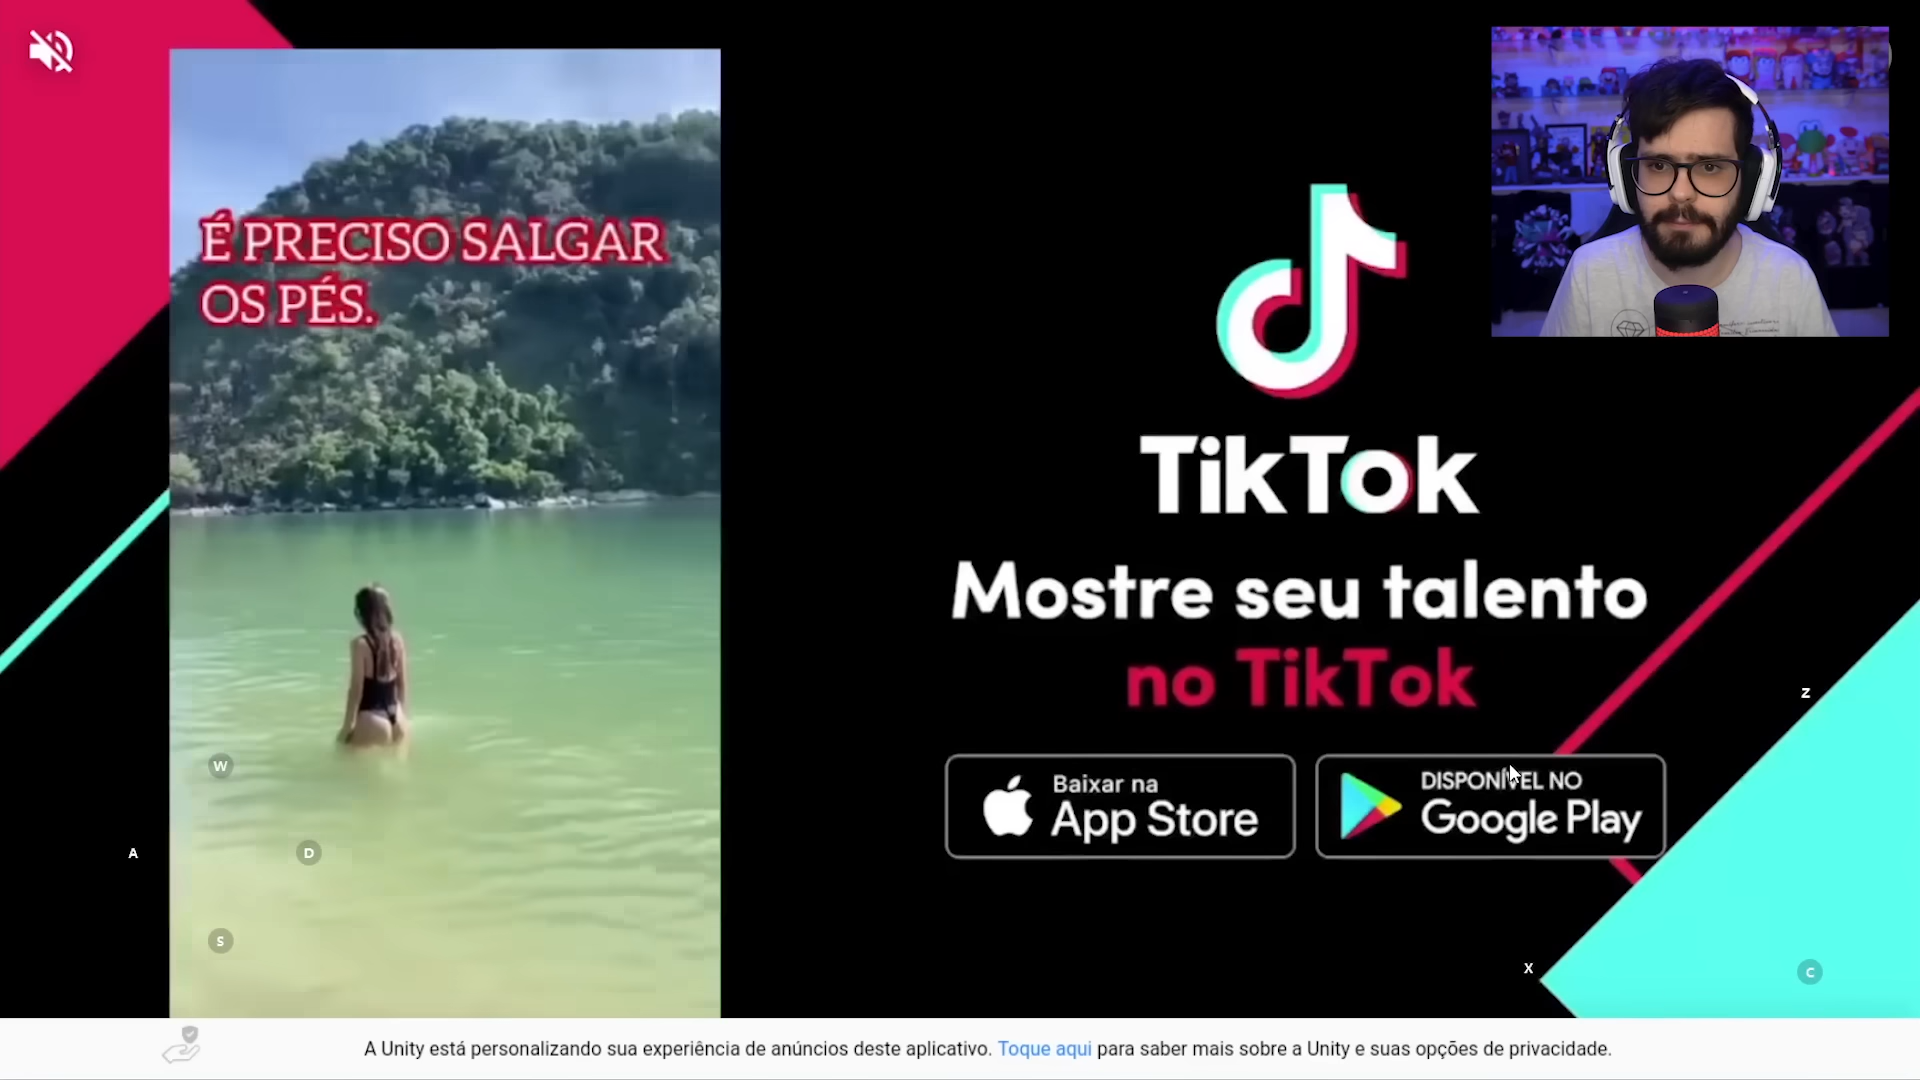 É PRECISO SALGAR
OS PÉS.
TikTok
Mostre seu talento
no TikTok
Baixar na
App Store
DISPONÍVEL NO
Google Play
W
A
D
S
Z
X
C
A Unity está personalizando sua experiência de anúncios deste aplicativo. Toque aqui para saber mais sobre a Unity e suas opções de privacidade.